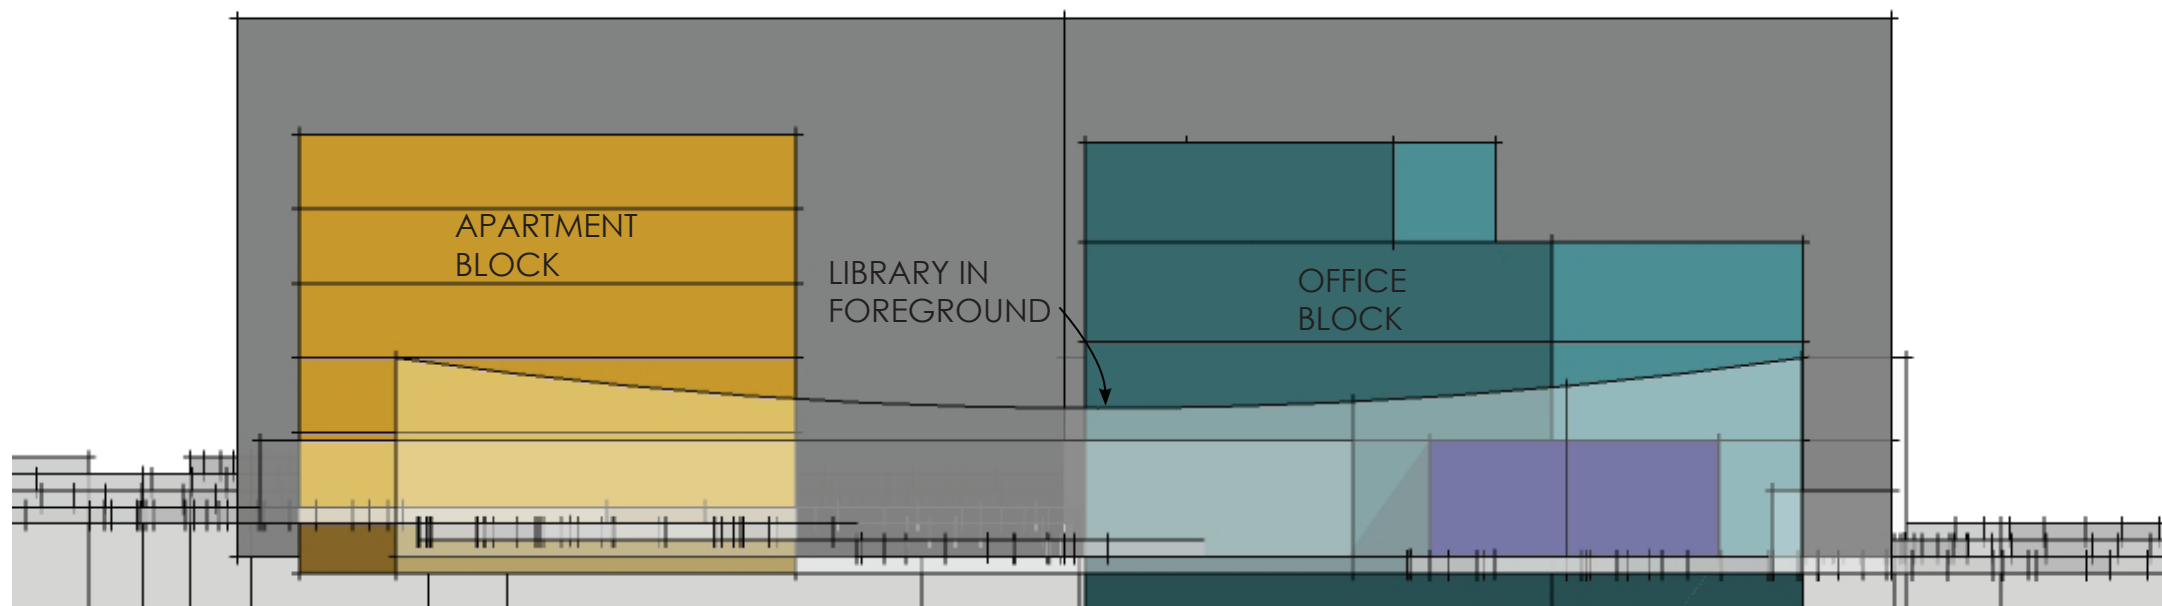 APARTMENT
BLOCK
LIBRARY IN
FOREGROUND
OFFICE
BLOCK